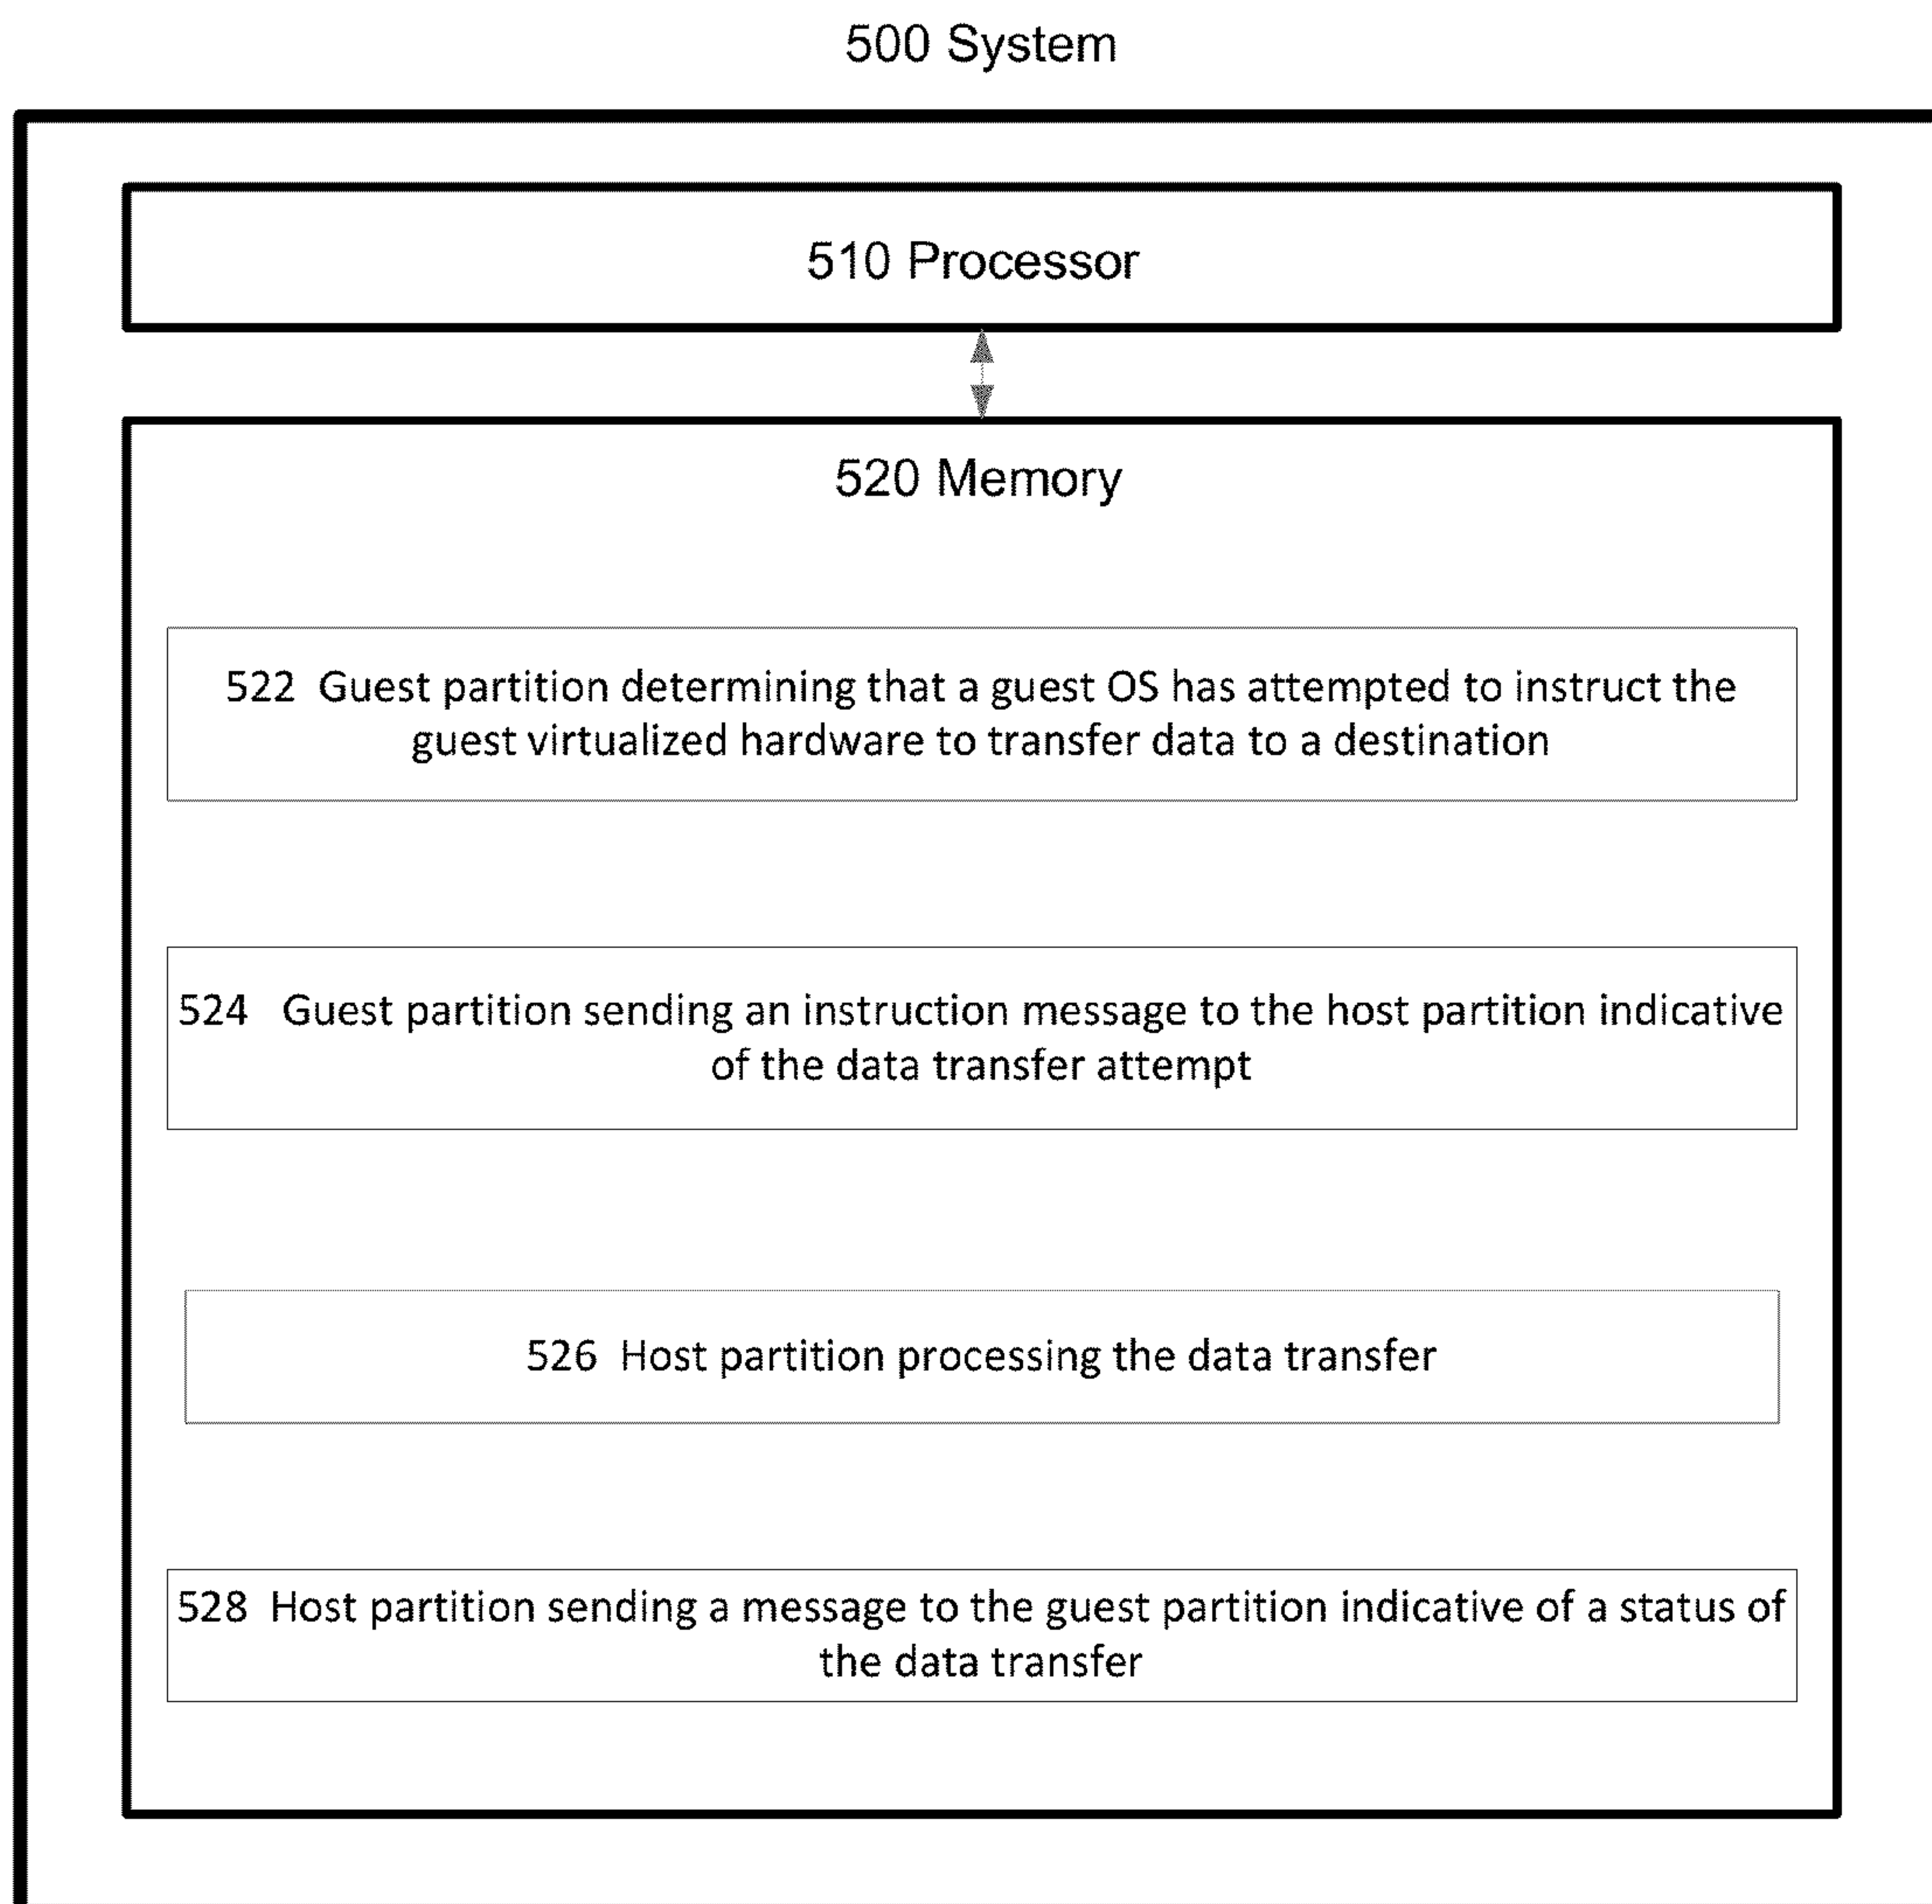 500 System
510 Processor
520 Memory
522 Guest partition determining that a guest OS has attempted to instruct the
guest virtualized hardware to transfer data to a destination
524 Guest partition sending an instruction message to the host partition indicative
of the data transfer attempt
526 Host partition processing the data transfer
528 Host partition sending a message to the guest partition indicative of a status of
the data transfer